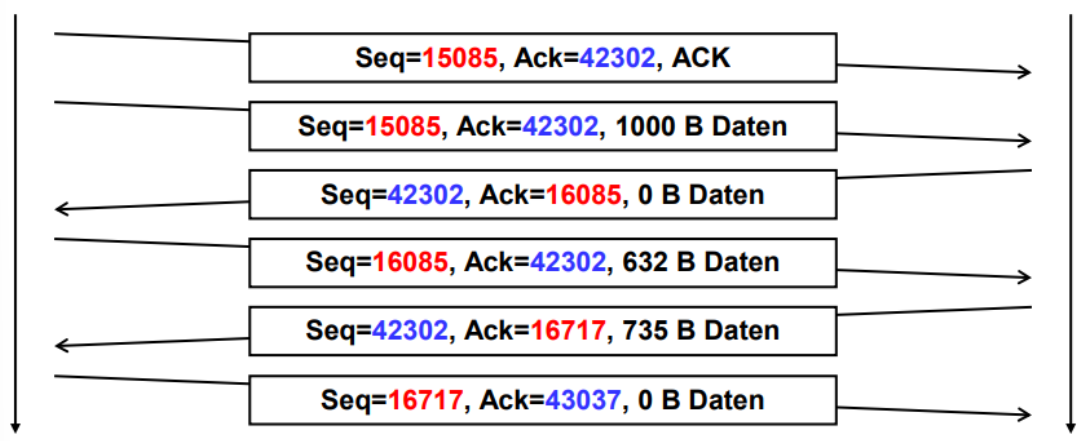 Seq=15085, Ack=42302, ACK
Seq=15085, Ack=42302, 1000 B Daten
Seq=42302, Ack=16085, 0 B Daten
Seq=16085, Ack=42302, 632 B Daten
Seq=42302, Ack=16717, 735 B Daten
Seq=16717, Ack=43037, 0 B Daten